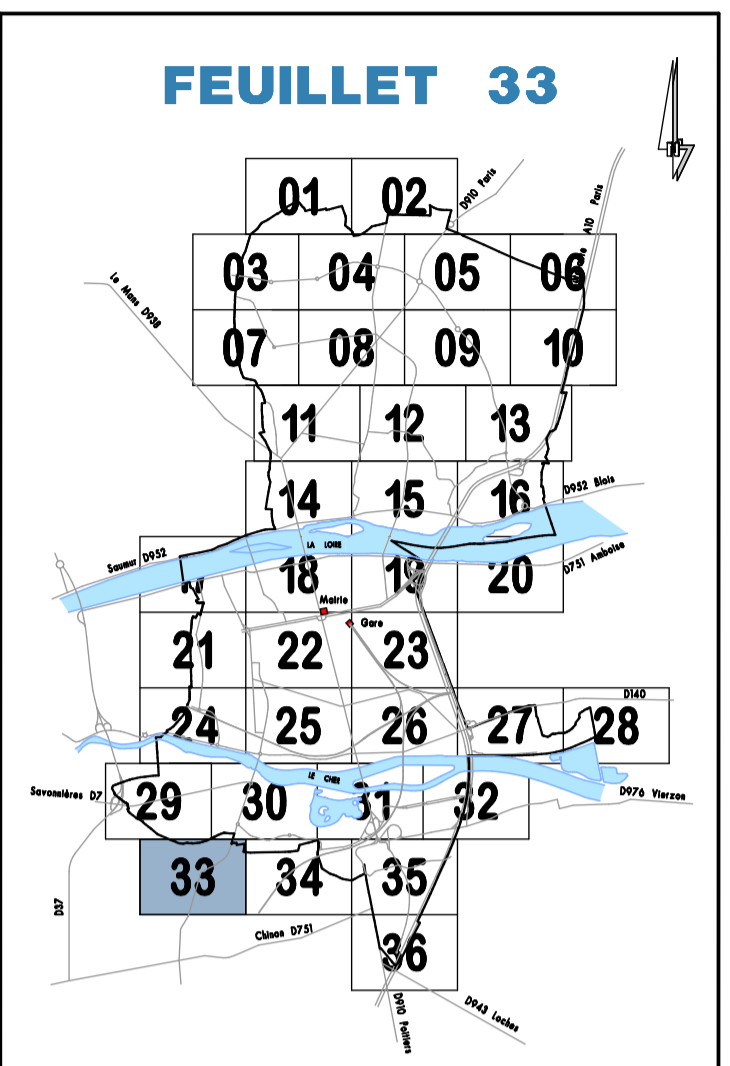 FEUILLET 33
01 02
D910 Paris
A10 Paris
03 04 05 06
Le Mans D938
07 08 09 10
11 12 13
14 15 16
D952 Blois
LA LOIRE
Saumur D952
18 19 20
D751 Amboise
Mairie
Gare
21 22 23
D140
24 25 26 27 28
LE CHER
Savonnières D7
29 30 31 32
D976 Vierzon
33 34 35
D37
Chinon D751
36
D910 Poitiers
D943 Loches